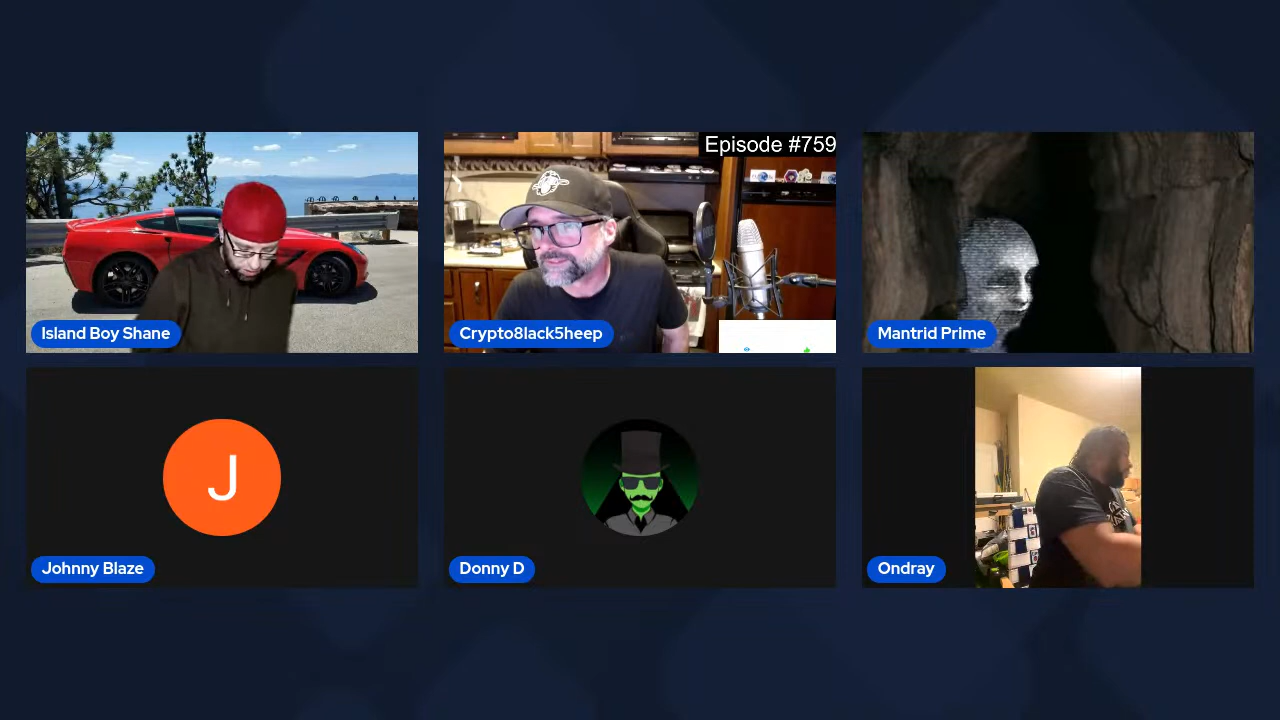 Episode #759
Island Boy Shane
Crypto8lack5heep
Mantrid Prime
J
Johnny Blaze
Donny D
Ondray